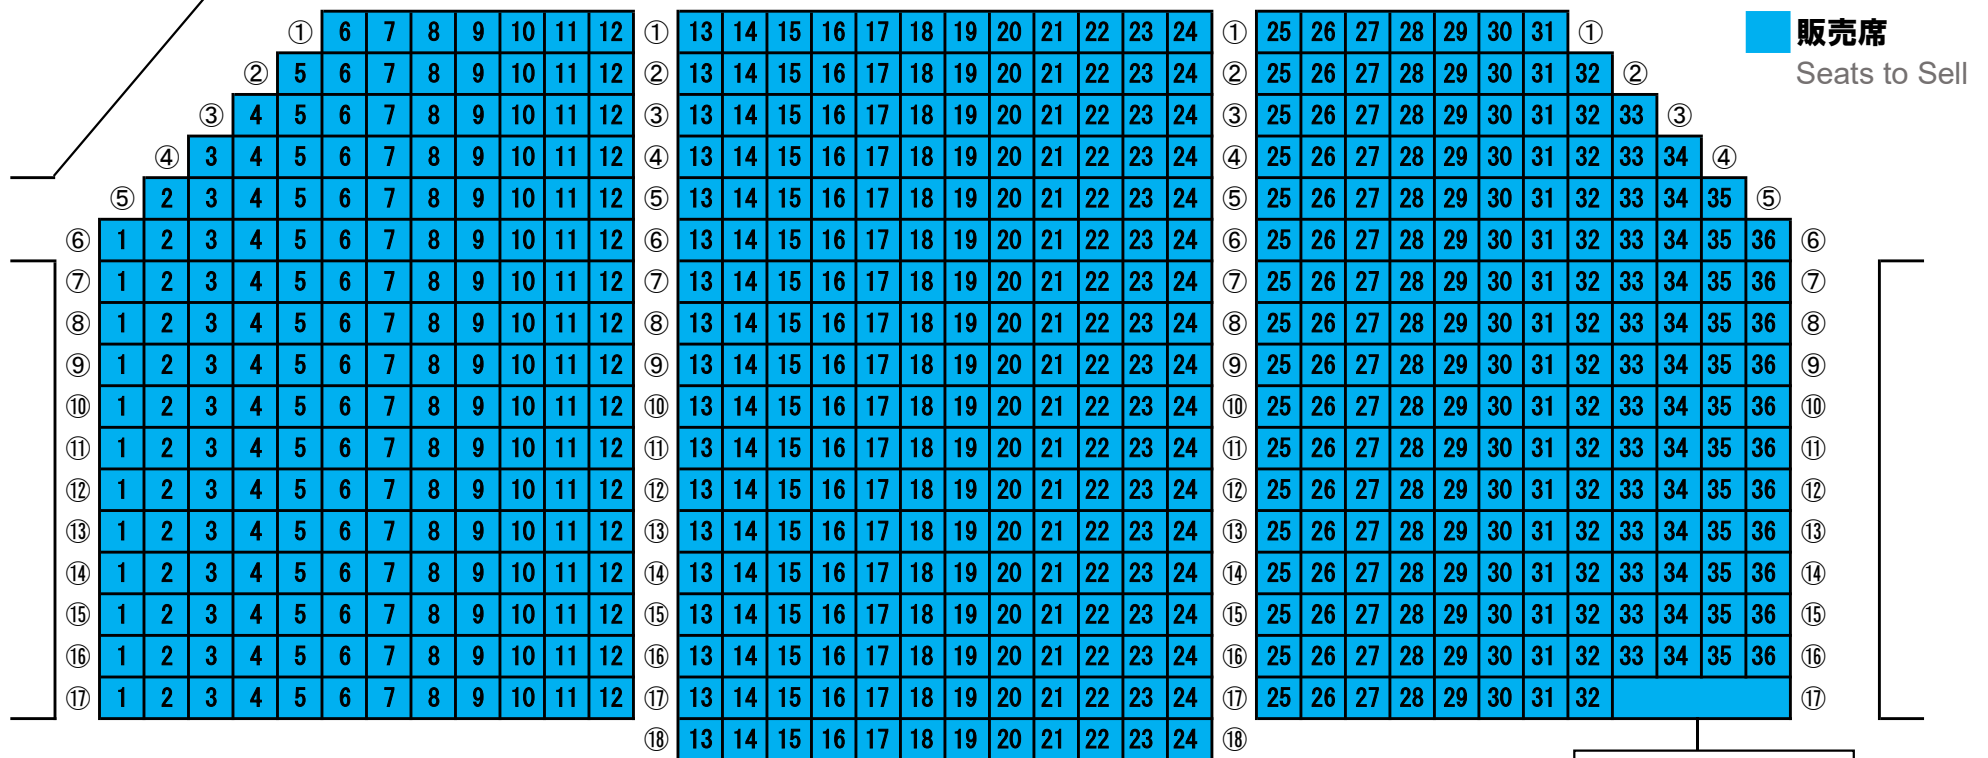 ① 6 7 8 9 10 11 12 ① 13 14 15 16 17 18 19 20 21 22 23 24 ① 25 26 27 28 29 30 31 ① 販売席
② 5 6 7 8 9 10 11 12 ② 13 14 15 16 17 18 19 20 21 22 23 24 ② 25 26 27 28 29 30 31 32 ② Seats to Sell
③ 4 5 6 7 8 9 10 11 12 ③ 13 14 15 16 17 18 19 20 21 22 23 24 ③ 25 26 27 28 29 30 31 32 33 ③
④ 3 4 5 6 7 8 9 10 11 12 ④ 13 14 15 16 17 18 19 20 21 22 23 24 ④ 25 26 27 28 29 30 31 32 33 34 ④
⑤ 2 3 4 5 6 7 8 9 10 11 12 ⑤ 13 14 15 16 17 18 19 20 21 22 23 24 ⑤ 25 26 27 28 29 30 31 32 33 34 35 ⑤
⑥ 1 2 3 4 5 6 7 8 9 10 11 12 ⑥ 13 14 15 16 17 18 19 20 21 22 23 24 ⑥ 25 26 27 28 29 30 31 32 33 34 35 36 ⑥
⑦ 1 2 3 4 5 6 7 8 9 10 11 12 ⑦ 13 14 15 16 17 18 19 20 21 22 23 24 ⑦ 25 26 27 28 29 30 31 32 33 34 35 36 ⑦
⑧ 1 2 3 4 5 6 7 8 9 10 11 12 ⑧ 13 14 15 16 17 18 19 20 21 22 23 24 ⑧ 25 26 27 28 29 30 31 32 33 34 35 36 ⑧
⑨ 1 2 3 4 5 6 7 8 9 10 11 12 ⑨ 13 14 15 16 17 18 19 20 21 22 23 24 ⑨ 25 26 27 28 29 30 31 32 33 34 35 36 ⑨
⑩ 1 2 3 4 5 6 7 8 9 10 11 12 ⑩ 13 14 15 16 17 18 19 20 21 22 23 24 ⑩ 25 26 27 28 29 30 31 32 33 34 35 36 ⑩
⑪ 1 2 3 4 5 6 7 8 9 10 11 12 ⑪ 13 14 15 16 17 18 19 20 21 22 23 24 ⑪ 25 26 27 28 29 30 31 32 33 34 35 36 ⑪
⑫ 1 2 3 4 5 6 7 8 9 10 11 12 ⑫ 13 14 15 16 17 18 19 20 21 22 23 24 ⑫ 25 26 27 28 29 30 31 32 33 34 35 36 ⑫
⑬ 1 2 3 4 5 6 7 8 9 10 11 12 ⑬ 13 14 15 16 17 18 19 20 21 22 23 24 ⑬ 25 26 27 28 29 30 31 32 33 34 35 36 ⑬
⑭ 1 2 3 4 5 6 7 8 9 10 11 12 ⑭ 13 14 15 16 17 18 19 20 21 22 23 24 ⑭ 25 26 27 28 29 30 31 32 33 34 35 36 ⑭
⑮ 1 2 3 4 5 6 7 8 9 10 11 12 ⑮ 13 14 15 16 17 18 19 20 21 22 23 24 ⑮ 25 26 27 28 29 30 31 32 33 34 35 36 ⑮
⑯ 1 2 3 4 5 6 7 8 9 10 11 12 ⑯ 13 14 15 16 17 18 19 20 21 22 23 24 ⑯ 25 26 27 28 29 30 31 32 33 34 35 36 ⑯
⑰ 1 2 3 4 5 6 7 8 9 10 11 12 ⑰ 13 14 15 16 17 18 19 20 21 22 23 24 ⑰ 25 26 27 28 29 30 31 32 ⑰
⑱ 13 14 15 16 17 18 19 20 21 22 23 24 ⑱